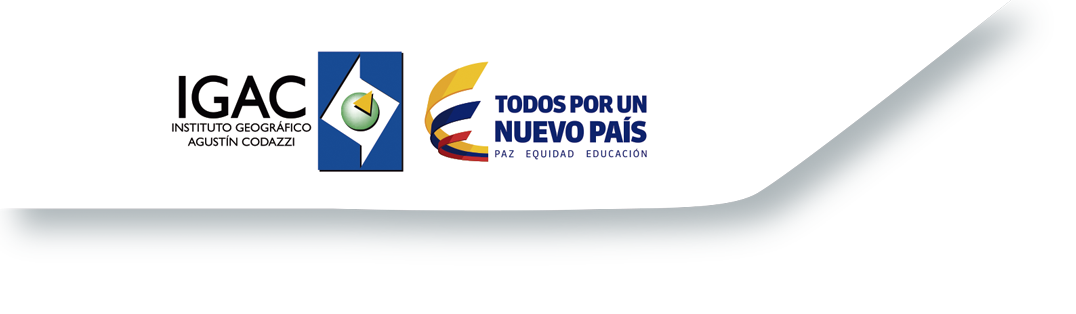 IGAC
INSTITUTO GEOGRÁFICO
AGUSTÍN CODAZZI
TODOS POR UN
NUEVO PAÍS
PAZ EQUIDAD EDUCACIÓN